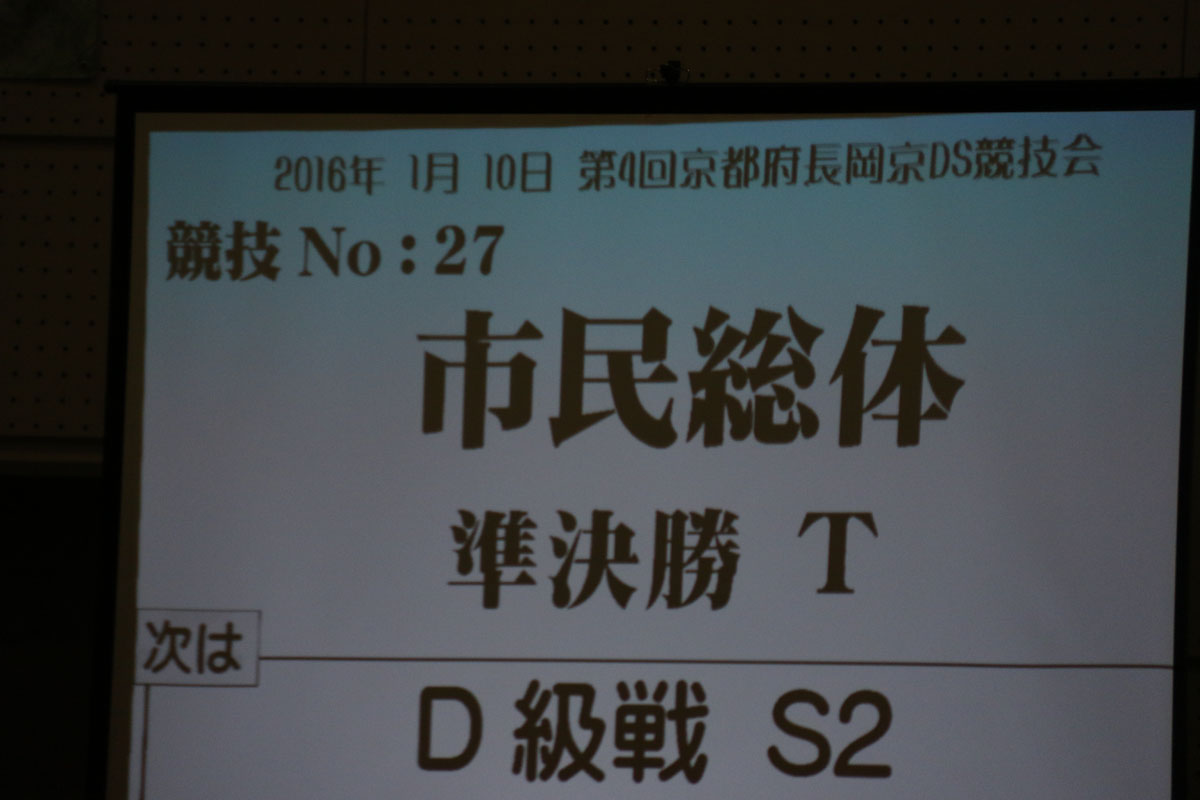 2016年 1月 10日 第4回京都府長岡京DS競技会
競技 No：27
市民総体
準決勝 T
次は
D級戦 S2